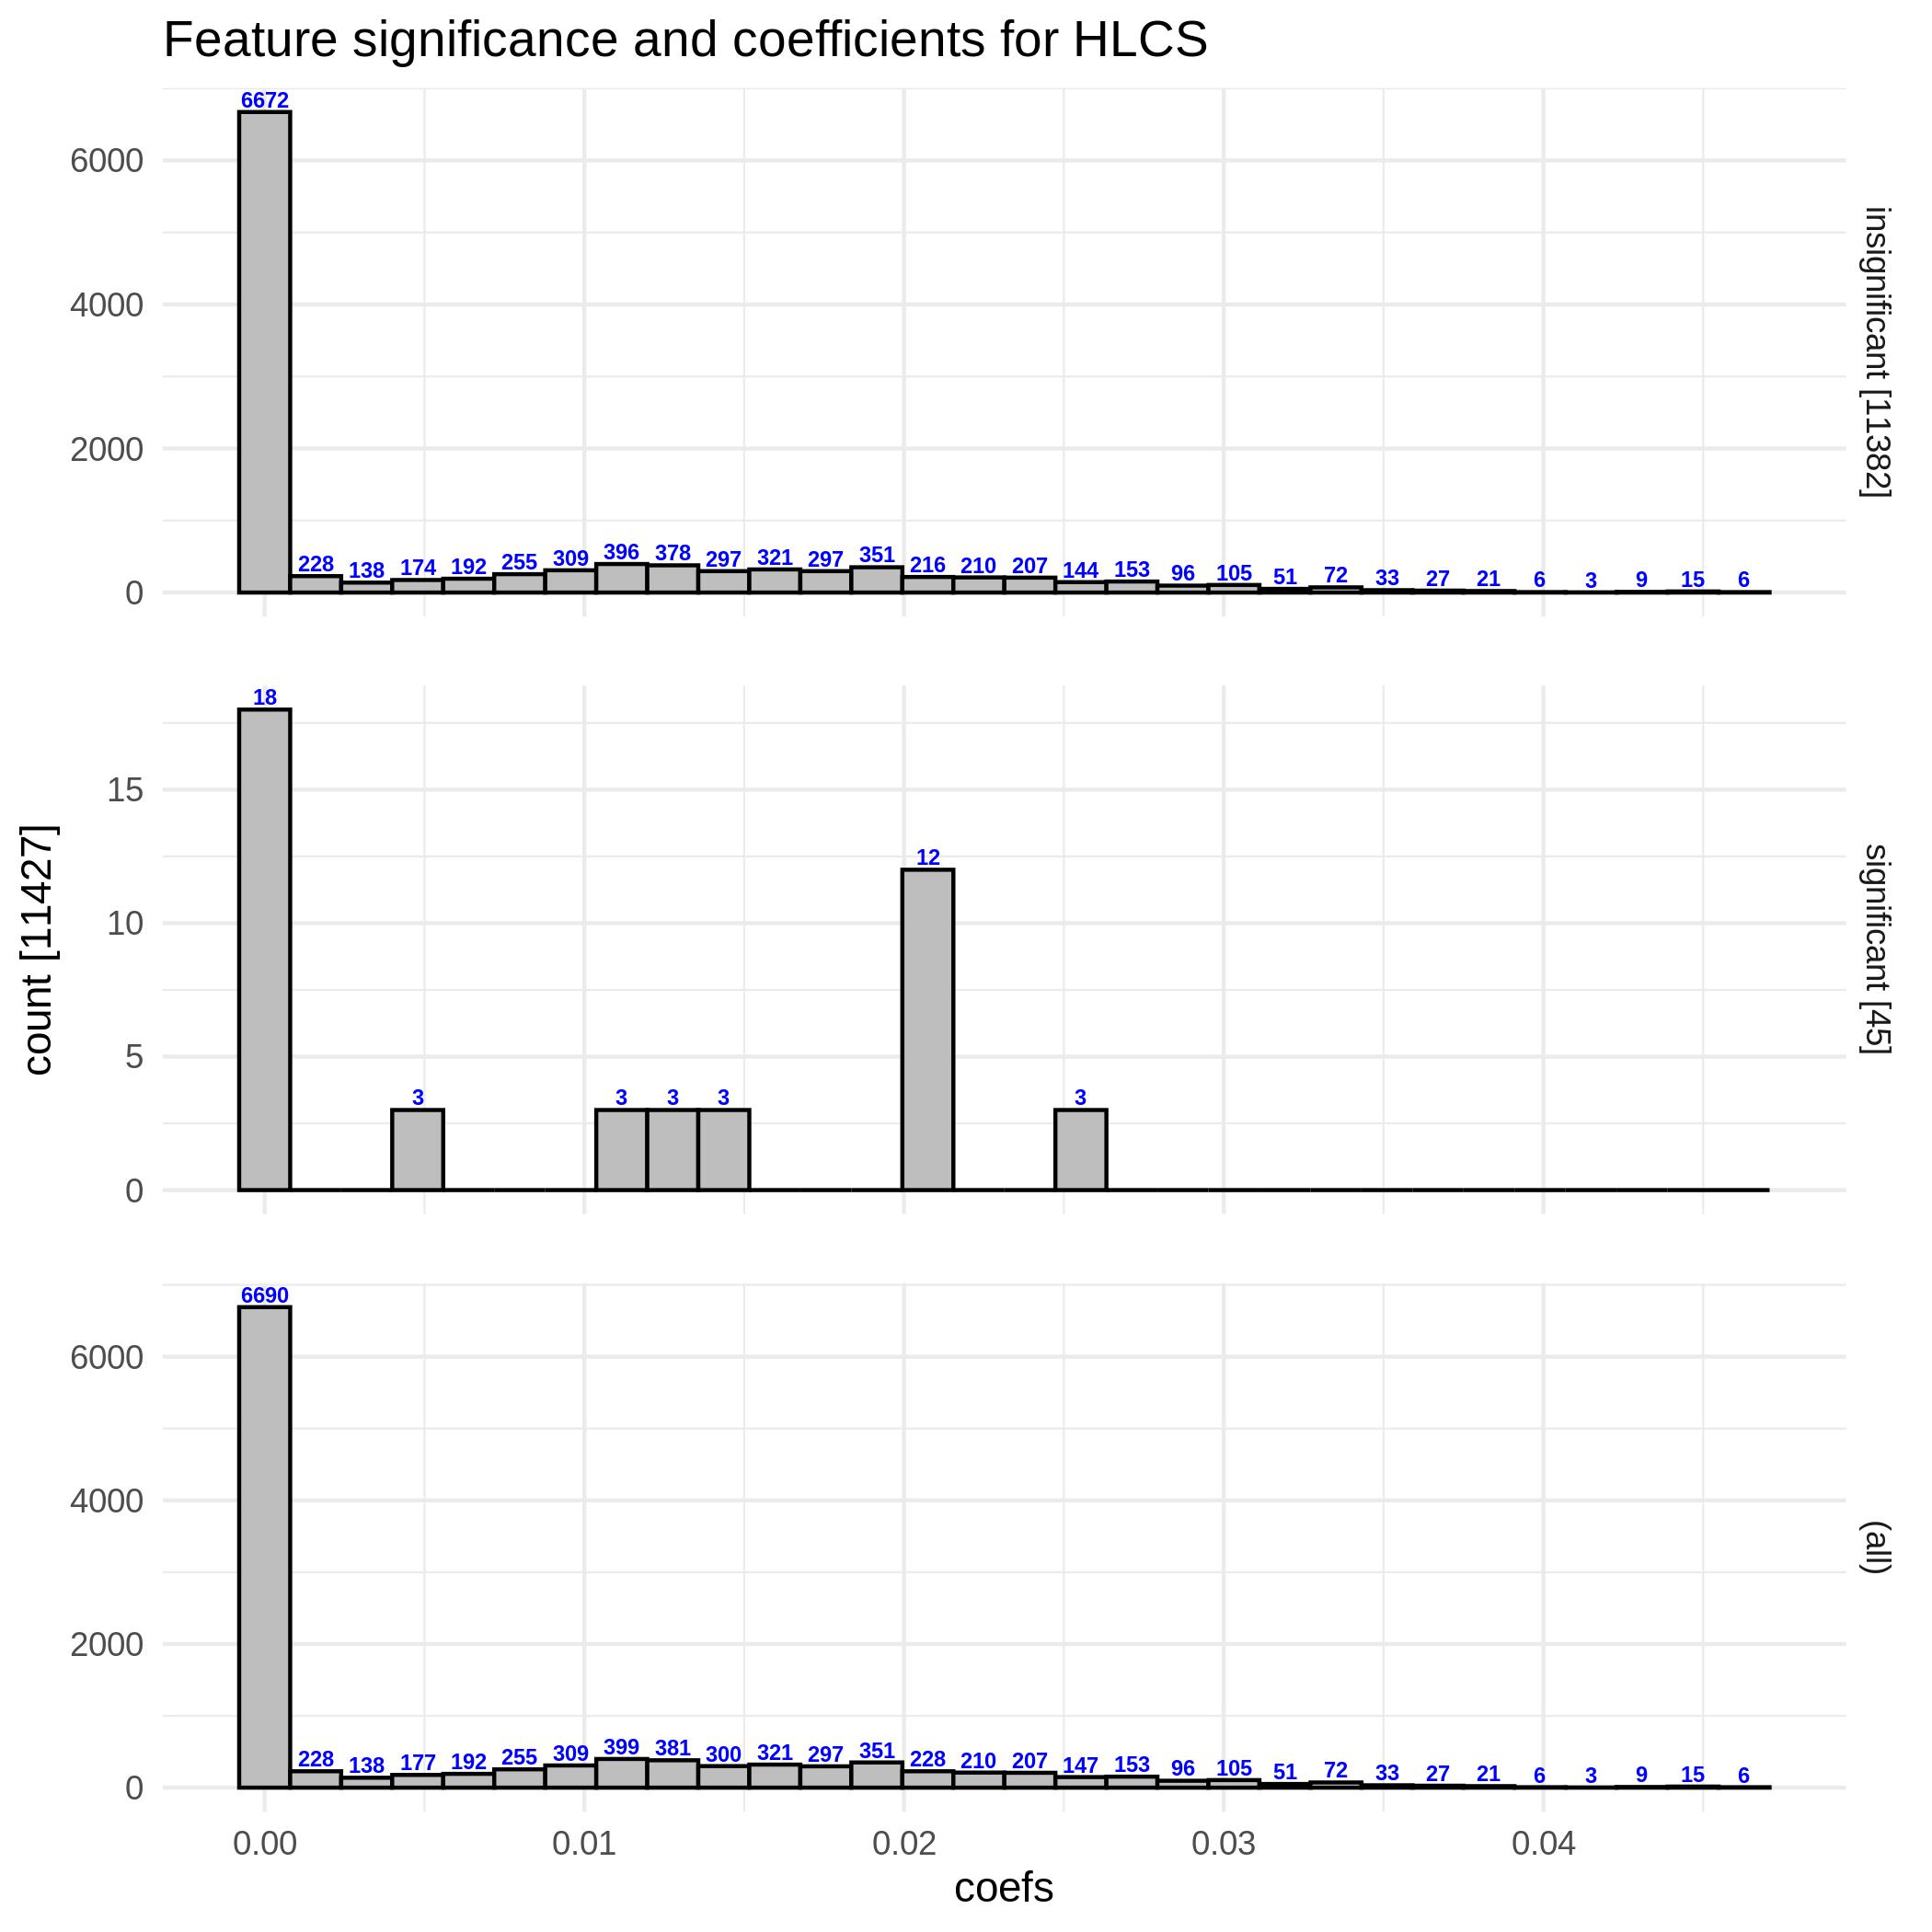 Feature significance and coefficients for HLCS
6672
6000
4000
2000
0
228 138 174 192 255 309 396 378 297 321 297 351 216 210 207 144 153 96 105 51 72 33 27 21 6 3 9 15 6
insignificant [11382]
count [11427]
18
15
10
5
0
3 3 3 3 12 3
significant [45]
6690
6000
4000
2000
0
228 138 177 192 255 309 399 381 300 321 297 351 228 210 207 147 153 96 105 51 72 33 27 21 6 3 9 15 6
(all)
0.00 0.01 0.02 0.03 0.04
coefs